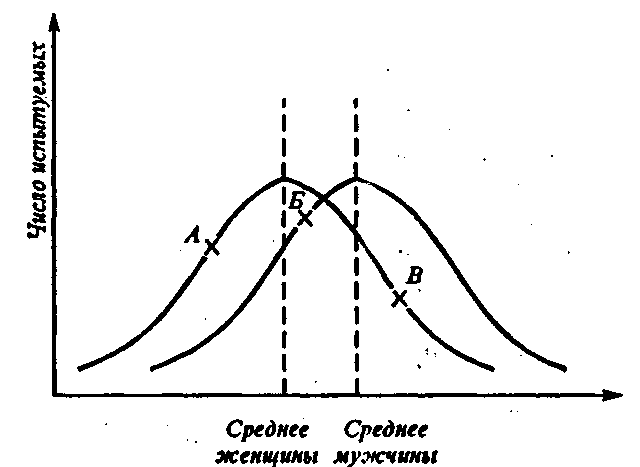 Число испытуемых
А
Б
В
Среднее женщины
Среднее мужчины